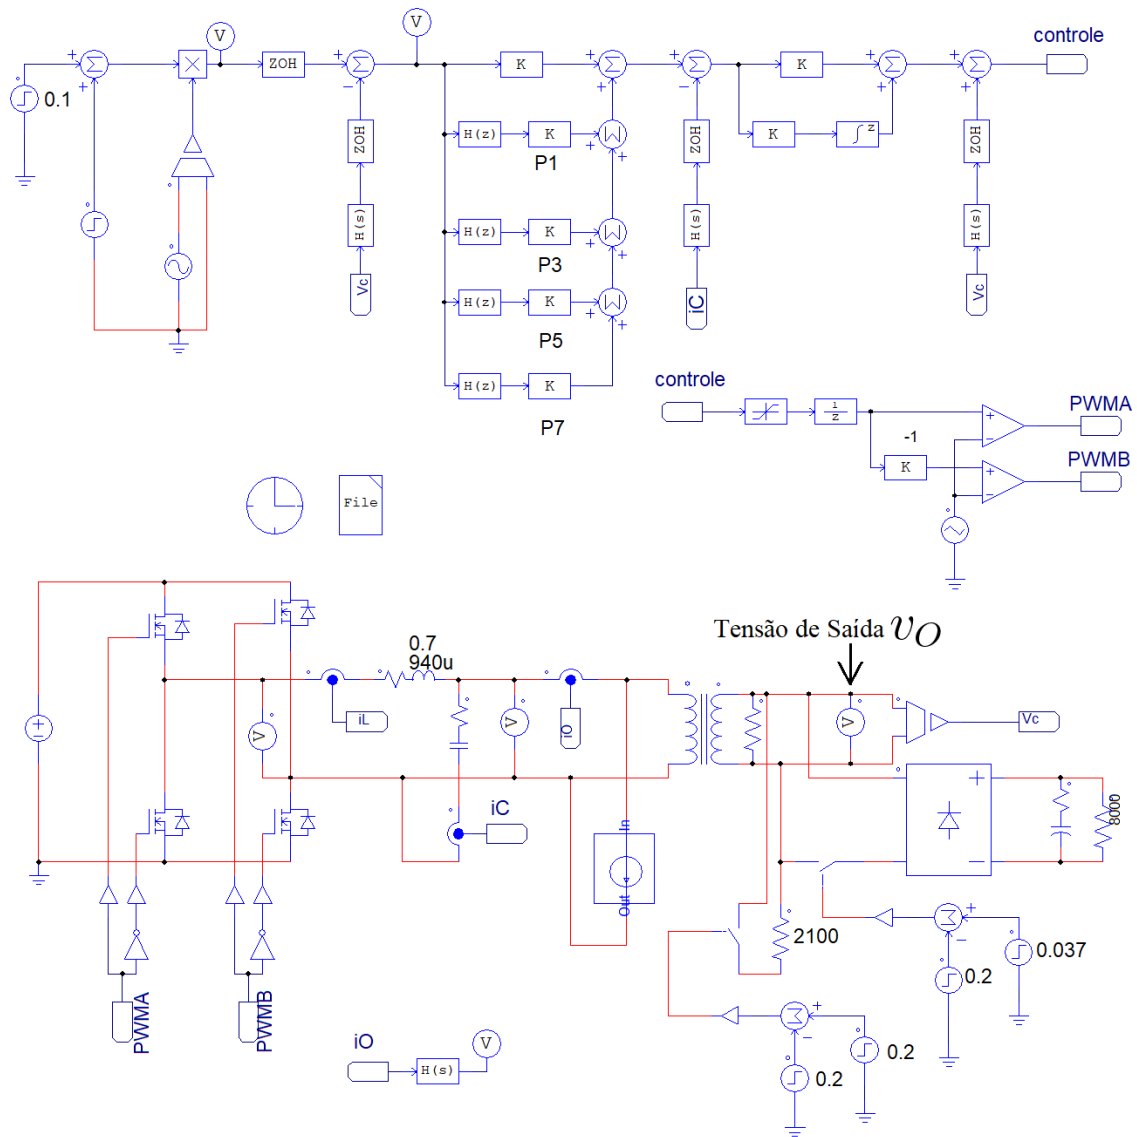 controle
V
V
ZOH
K
K
0.1
H(z)
K
P1
ZOH
ZOH
K
z
ZOH
H(s)
H(z)
K
P3
H(s)
H(s)
Vc
H(z)
K
P5
iC
Vc
H(z)
K
P7
controle
1/z
PWMA
-1
K
PWMB
File
Tensão de Saída vO
0.7
940u
iL
iO
V
V
V
Vc
iC
In
Out
8000
2100
0.037
0.2
PWMA
PWMB
iO
H(s)
V
0.2
0.2